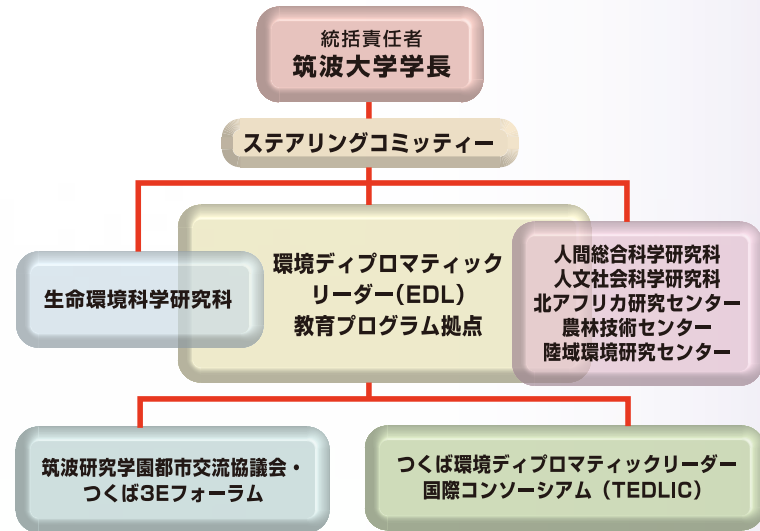 統括責任者
筑波大学学長
ステアリングコミッティー
生命環境科学研究科
環境ディプロマティック
リーダー(EDL)
教育プログラム拠点
人間総合科学研究科
人文社会科学研究科
北アフリカ研究センター
農林技術センター
陸域環境研究センター
筑波研究学園都市交流協議会・
つくば3Eフォーラム
つくば環境ディプロマティックリーダー
国際コンソーシアム（TEDLIC）